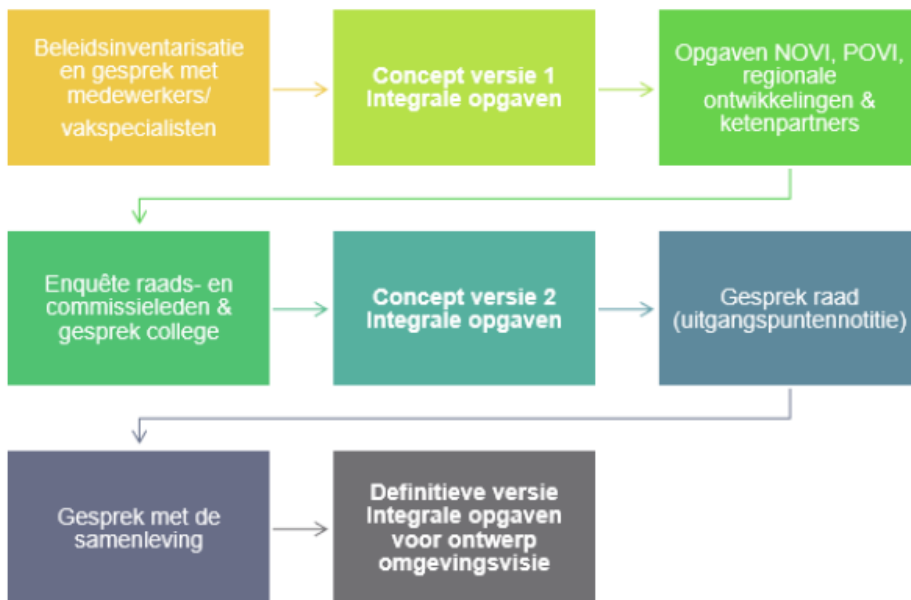 Beleidsinventarisatie
en gesprek met
medewerkers/
vakspecialisten
Concept versie 1
Integrale opgaven
Opgaven NOVI, POVI,
regionale
ontwikkelingen &
ketenpartners
Enquête raads- en
commissieleden &
gesprek college
Concept versie 2
Integrale opgaven
Gesprek raad
(uitgangspuntennotitie)
Gesprek met de
samenleving
Definitieve versie
Integrale opgaven
voor ontwerp
omgevingsvisie